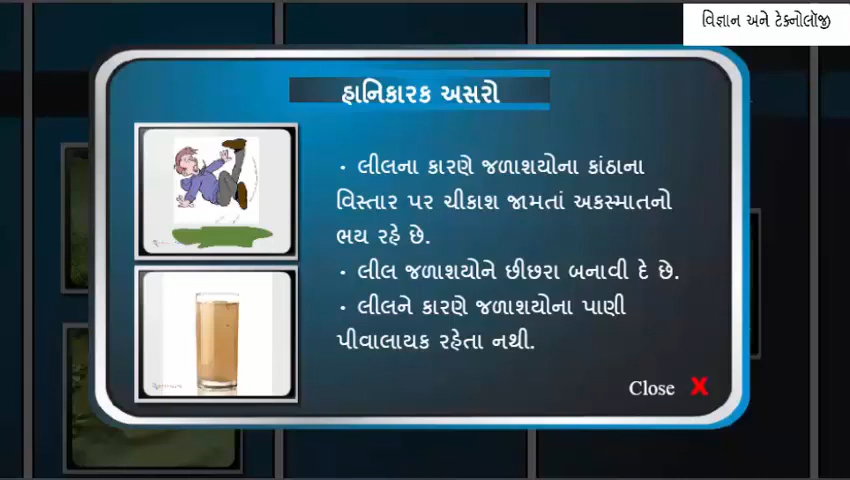 વિજ્ઞાન અને ટેક્નોલૉજી
હાનિકારક અસરો
• લીલના કારણે જળાશયોના કાંઠાના
વિસ્તાર પર ચીકાશ જામતાં અકસ્માતનો
ભય રહે છે.
• લીલ જળાશયોને છીછરા બનાવી દે છે.
• લીલને કારણે જળાશયોના પાણી
પીવાલાયક રહેતા નથી.
Close X